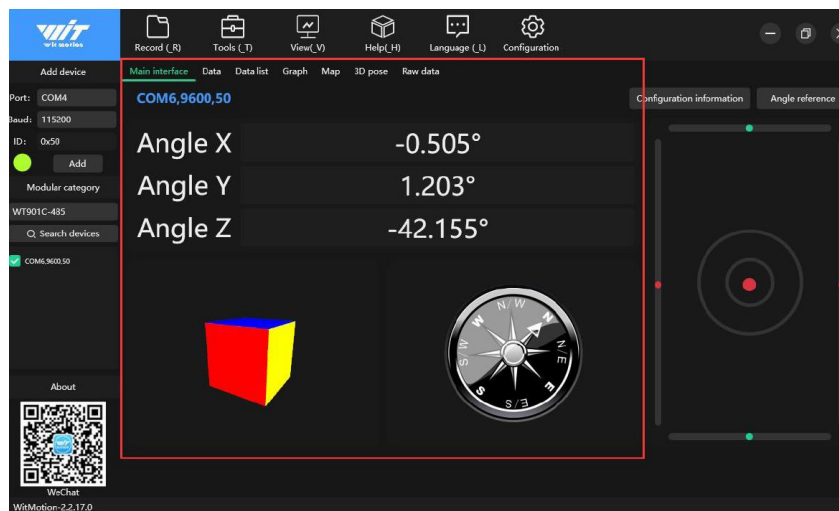 WiT
wit motion
Record (_R)
Tools (_T)
View(_V)
Help(_H)
Language (_L)
Configuration
Add device
Port: COM4
Baud: 115200
ID: 0x50
Add
Modular category
WT901C-485
Search devices
COM6,9600,50
About
WeChat
WitMotion-2.2.17.0
Main interface Data Data list Graph Map 3D pose Raw data
COM6,9600,50
Configuration information Angle reference
Angle X -0.505°
Angle Y 1.203°
Angle Z -42.155°
N/W
N
N/E
E
S/E
S
S/W
W